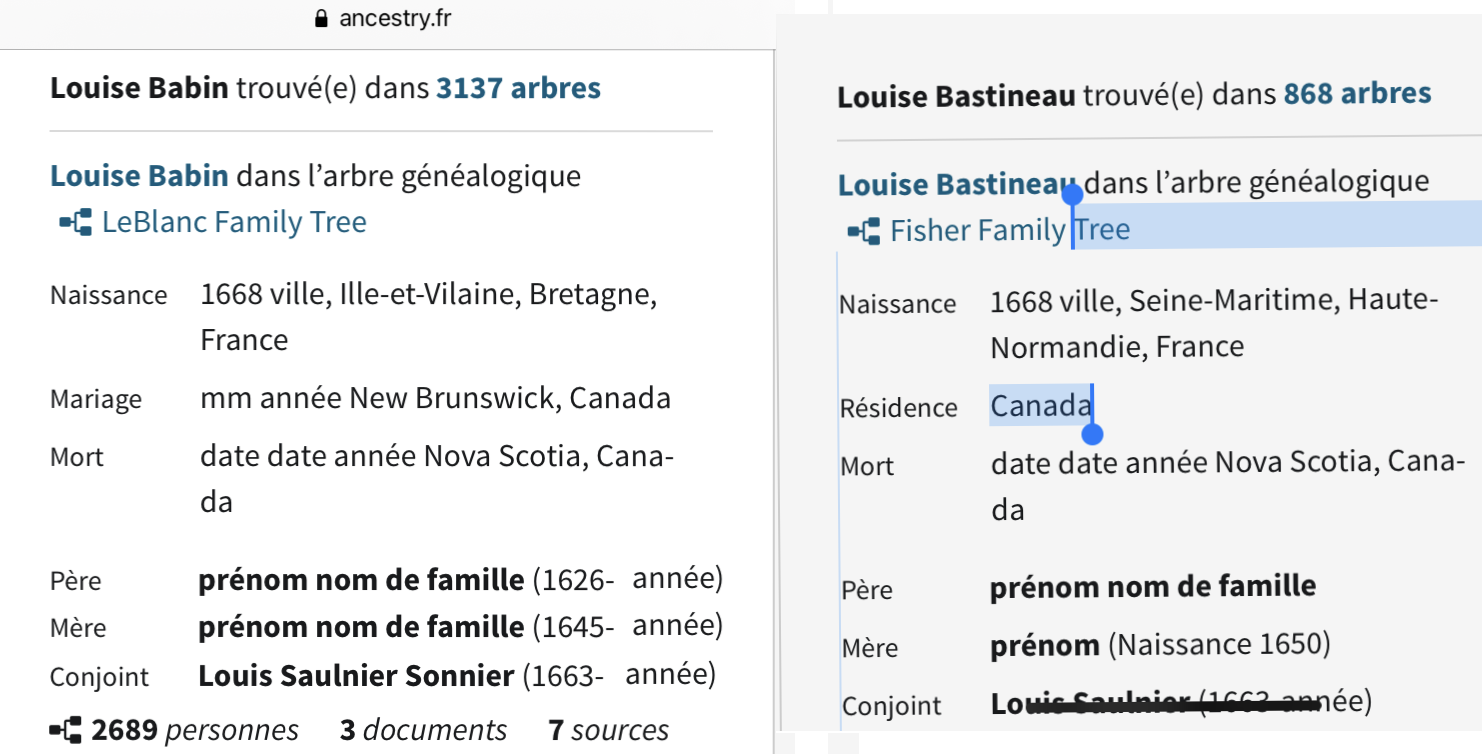 ancestry.fr
Louise Babin trouvé(e) dans 3137 arbres
Louise Babin dans l’arbre généalogique
LeBlanc Family Tree
Naissance 1668 ville, Ille-et-Vilaine, Bretagne,
France
Mariage mm année New Brunswick, Canada
Mort date date année Nova Scotia, Cana-
da
Père prénom nom de famille (1626- année)
Mère prénom nom de famille (1645- année)
Conjoint Louis Saulnier Sonnier (1663- année)
2689 personnes 3 documents 7 sources
Louise Bastineau trouvé(e) dans 868 arbres
Louise Bastineau dans l’arbre généalogique
Fisher Family Tree
Naissance 1668 ville, Seine-Maritime, Haute-
Normandie, France
Résidence Canada
Mort date date année Nova Scotia, Cana-
da
Père prénom nom de famille
Mère prénom (Naissance 1650)
Conjoint Louis Saulnier (1663-année)